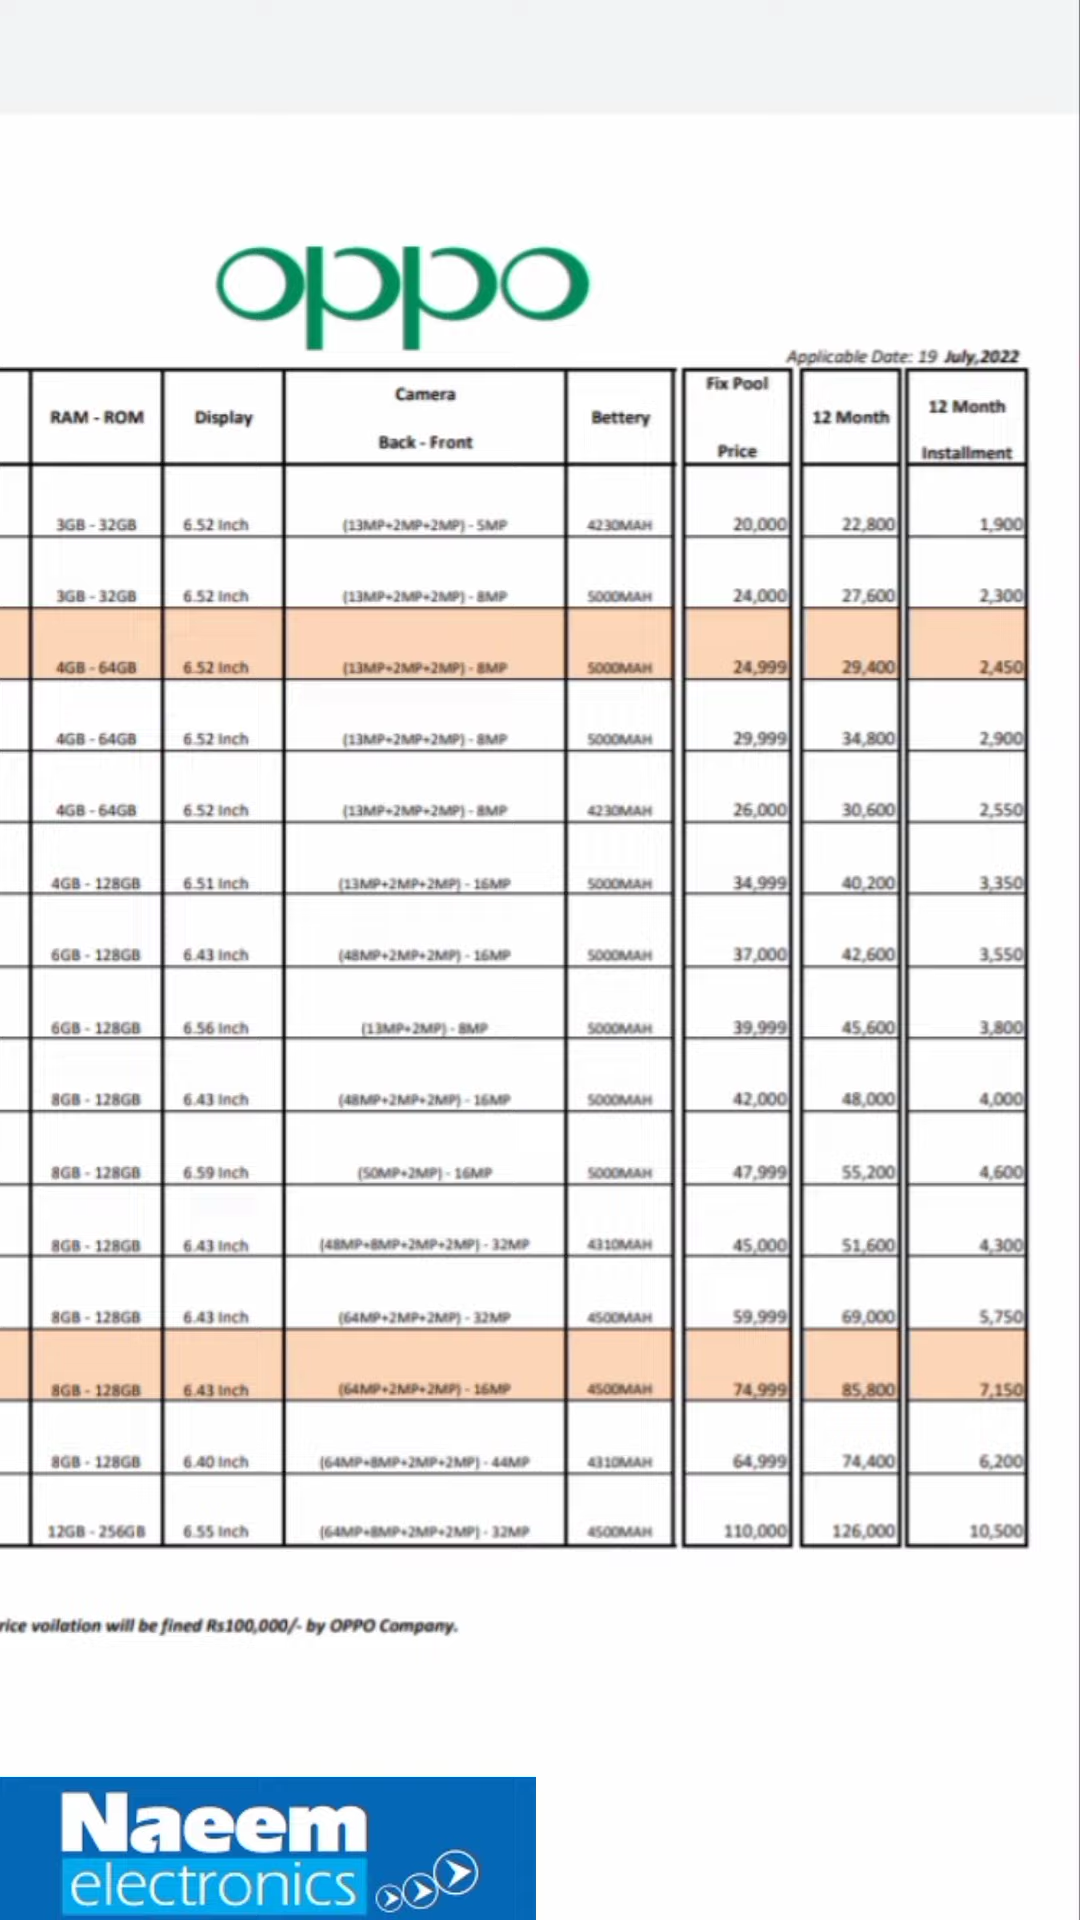 oppo
Applicable Date: 19 July,2022
RAM - ROM Display Camera Back - Front Bettery Fix Pool Price 12 Month 12 Month Installment
3GB - 32GB 6.52 Inch (13MP+2MP+2MP) - 5MP 4230MAH 20,000 22,800 1,900
3GB - 32GB 6.52 Inch (13MP+2MP+2MP) - 8MP 5000MAH 24,000 27,600 2,300
4GB - 64GB 6.52 Inch (13MP+2MP+2MP) - 8MP 5000MAH 24,999 29,400 2,450
4GB - 64GB 6.52 Inch (13MP+2MP+2MP) - 8MP 5000MAH 29,999 34,800 2,900
4GB - 64GB 6.52 Inch (13MP+2MP+2MP) - 8MP 4230MAH 26,000 30,600 2,550
4GB - 128GB 6.51 Inch (13MP+2MP+2MP) - 16MP 5000MAH 34,999 40,200 3,350
6GB - 128GB 6.43 Inch (48MP+2MP+2MP) - 16MP 5000MAH 37,000 42,600 3,550
6GB - 128GB 6.56 Inch (13MP+2MP) - 8MP 5000MAH 39,999 45,600 3,800
8GB - 128GB 6.43 Inch (48MP+2MP+2MP) - 16MP 5000MAH 42,000 48,000 4,000
8GB - 128GB 6.59 Inch (50MP+2MP) - 16MP 5000MAH 47,999 55,200 4,600
8GB - 128GB 6.43 Inch (48MP+8MP+2MP+2MP) - 32MP 4310MAH 45,000 51,600 4,300
8GB - 128GB 6.43 Inch (64MP+2MP+2MP) - 32MP 4500MAH 59,999 69,000 5,750
8GB - 128GB 6.43 Inch (64MP+2MP+2MP) - 16MP 4500MAH 74,999 85,800 7,150
8GB - 128GB 6.40 Inch (64MP+8MP+2MP+2MP) - 44MP 4310MAH 64,999 74,400 6,200
12GB - 256GB 6.55 Inch (64MP+8MP+2MP+2MP) - 32MP 4500MAH 110,000 126,000 10,500
rice voilation will be fined Rs100,000/- by OPPO Company.
Naeem
electronics